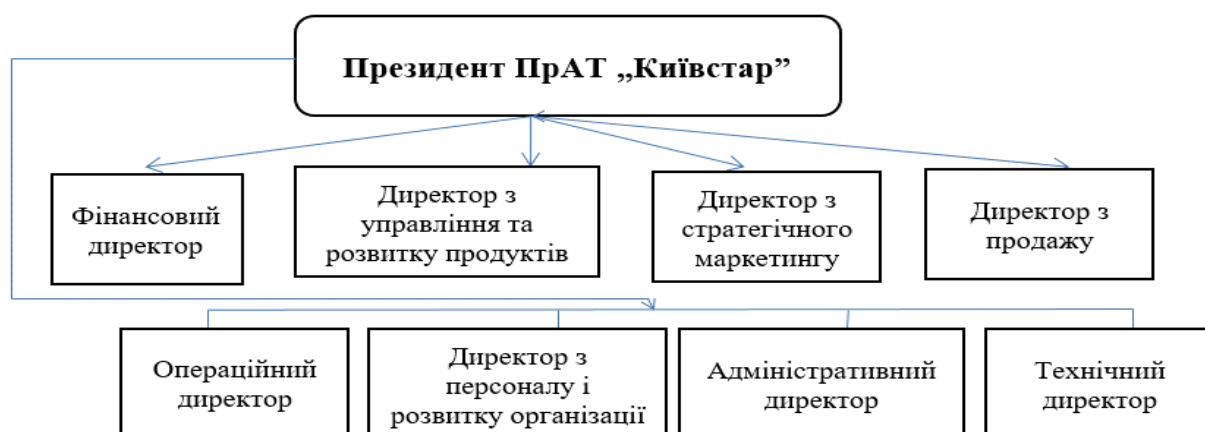 Президент ПрАТ „Київстар”
Фінансовий
директор
Директор з
управління та
розвитку продуктів
Директор з
стратегічного
маркетингу
Директор з
продажу
Операційний
директор
Директор з
персоналу і
розвитку організації
Адміністративний
директор
Технічний
директор